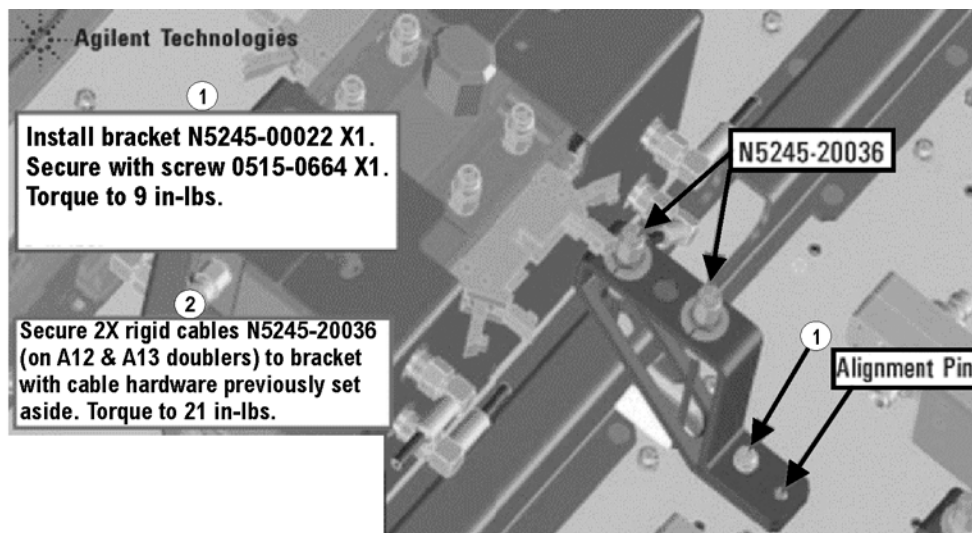 Agilent Technologies
1
Install bracket N5245-00022 X1.
Secure with screw 0515-0664 X1.
Torque to 9 in-lbs.
2
Secure 2X rigid cables N5245-20036
(on A12 & A13 doublers) to bracket
with cable hardware previously set
aside. Torque to 21 in-lbs.
N5245-20036
1
Alignment Pin